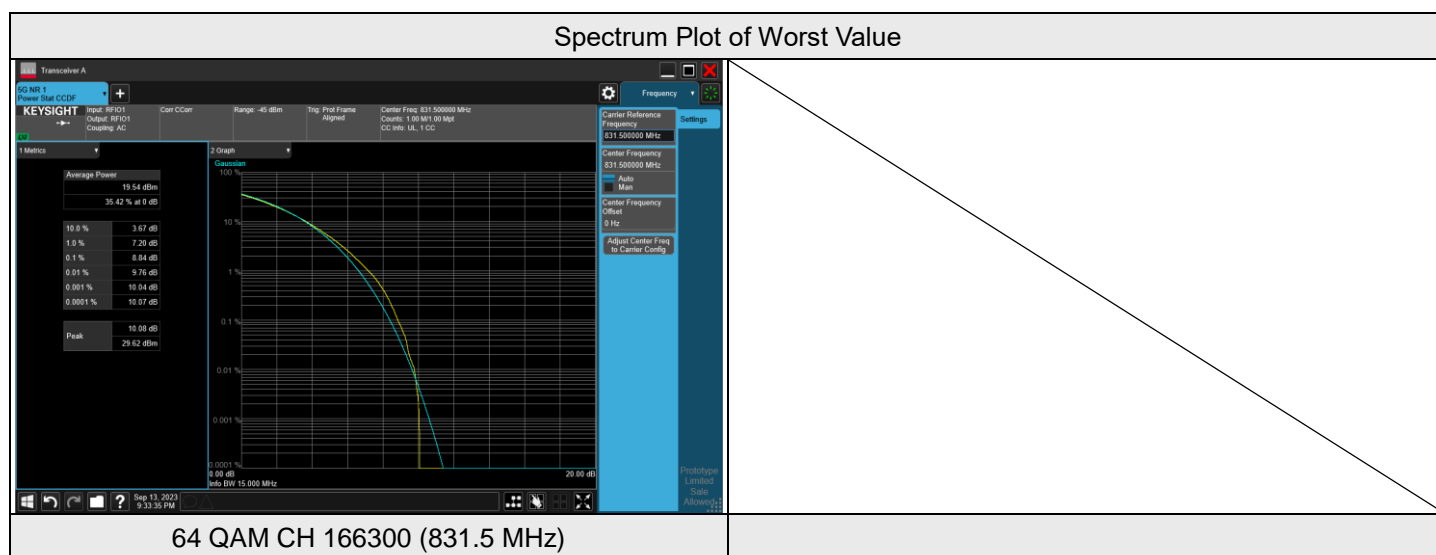 Spectrum Plot of Worst Value
Transceiver A
5G NR 1
Power Stat CCDF
Frequency
KEYSIGHT
Input: RFIO1
Output: RFIO1
Coupling: AC
Corr CCorr
Range: -45 dBm
Trig: Prot Frame
Aligned
Center Freq: 831.500000 MHz
Counts: 1.00 M/1.00 Mpt
CC Info: UL, 1 CC
Carrier Reference
Frequency
831.500000 MHz
Settings
1 Metrics
2 Graph
Center Frequency
831.500000 MHz
Auto
Man
Center Frequency
Offset
0 Hz
Adjust Center Freq
to Carrier Config
Average Power
19.54 dBm
35.42 % at 0 dB
10.0 % 3.67 dB
1.0 % 7.20 dB
0.1 % 8.84 dB
0.01 % 9.76 dB
0.001 % 10.04 dB
0.0001 % 10.07 dB
Peak
10.08 dB
29.62 dBm
Gaussian
100 %
10 %
1 %
0.1 %
0.01 %
0.001 %
0.0001 %
0.00 dB
20.00 dB
Info BW 15.000 MHz
Prototype
Limited
Sale
Allowed
?
Sep 13, 2023
9:33:35 PM
64 QAM CH 166300 (831.5 MHz)